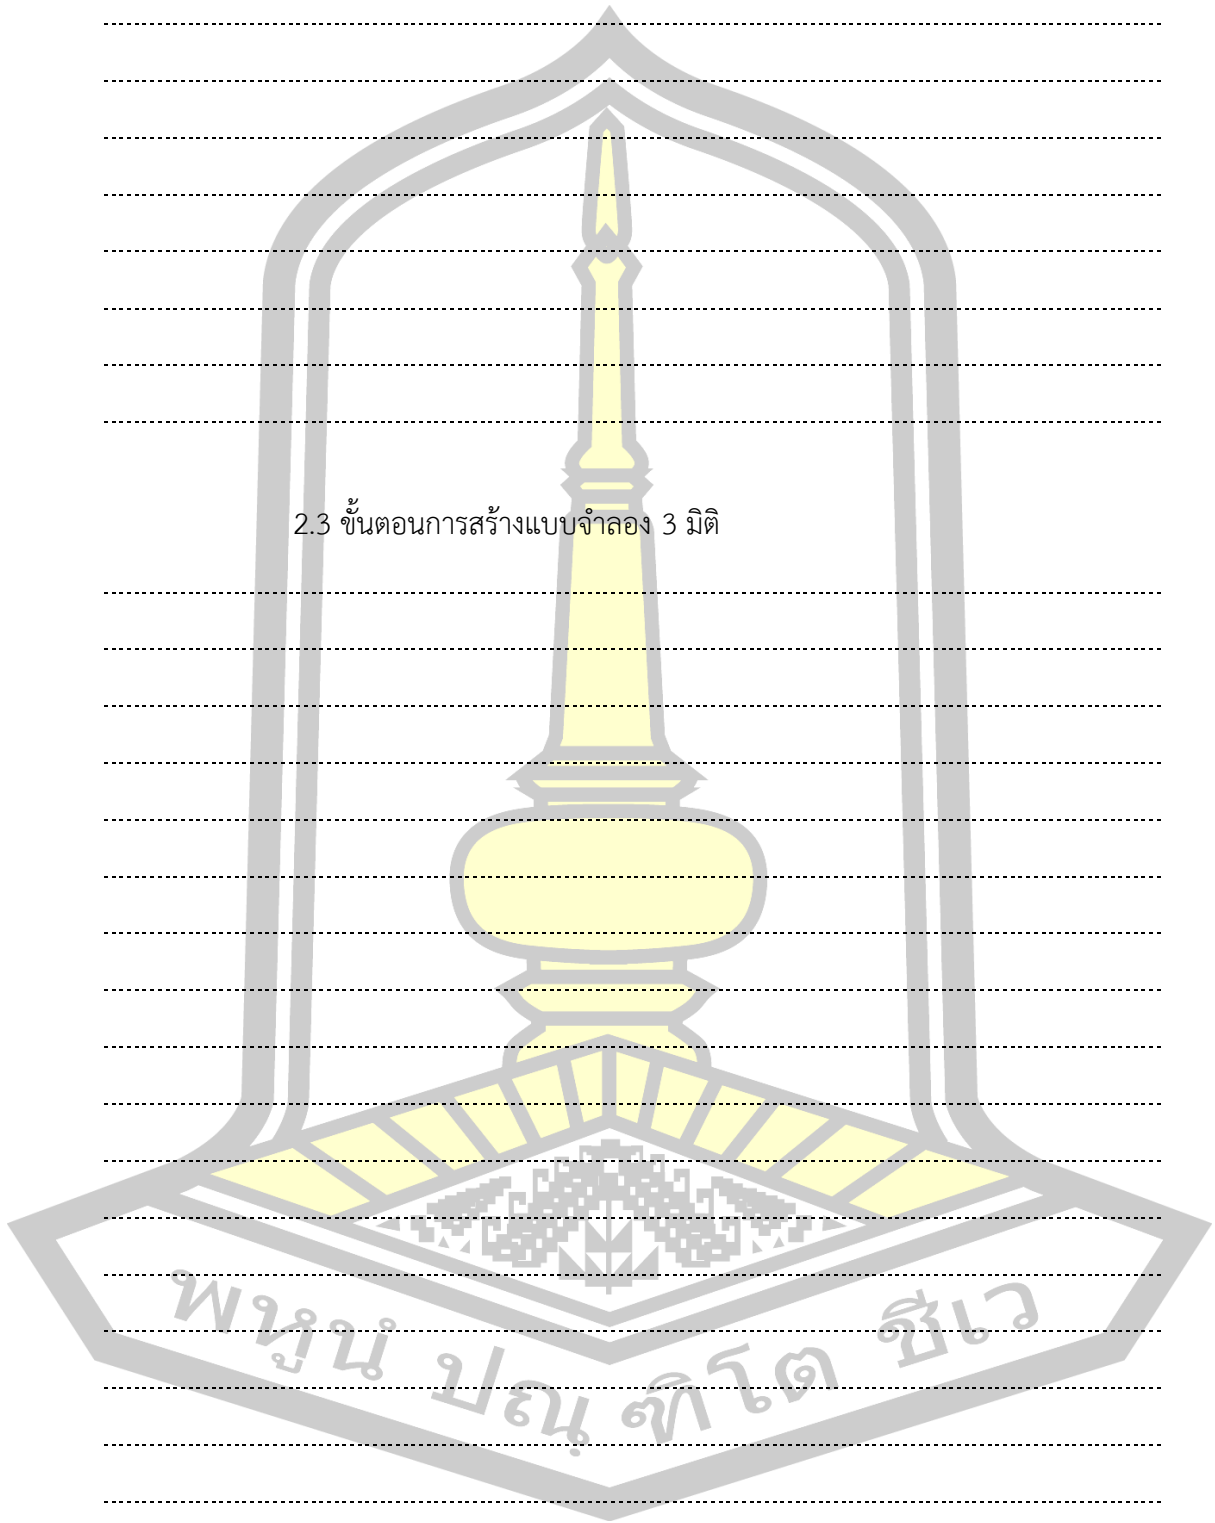 2.3 ขั้นตอนการสร้างแบบจำลอง 3 มิติ
พหูนํ ปณฺฑิโต ชีเว